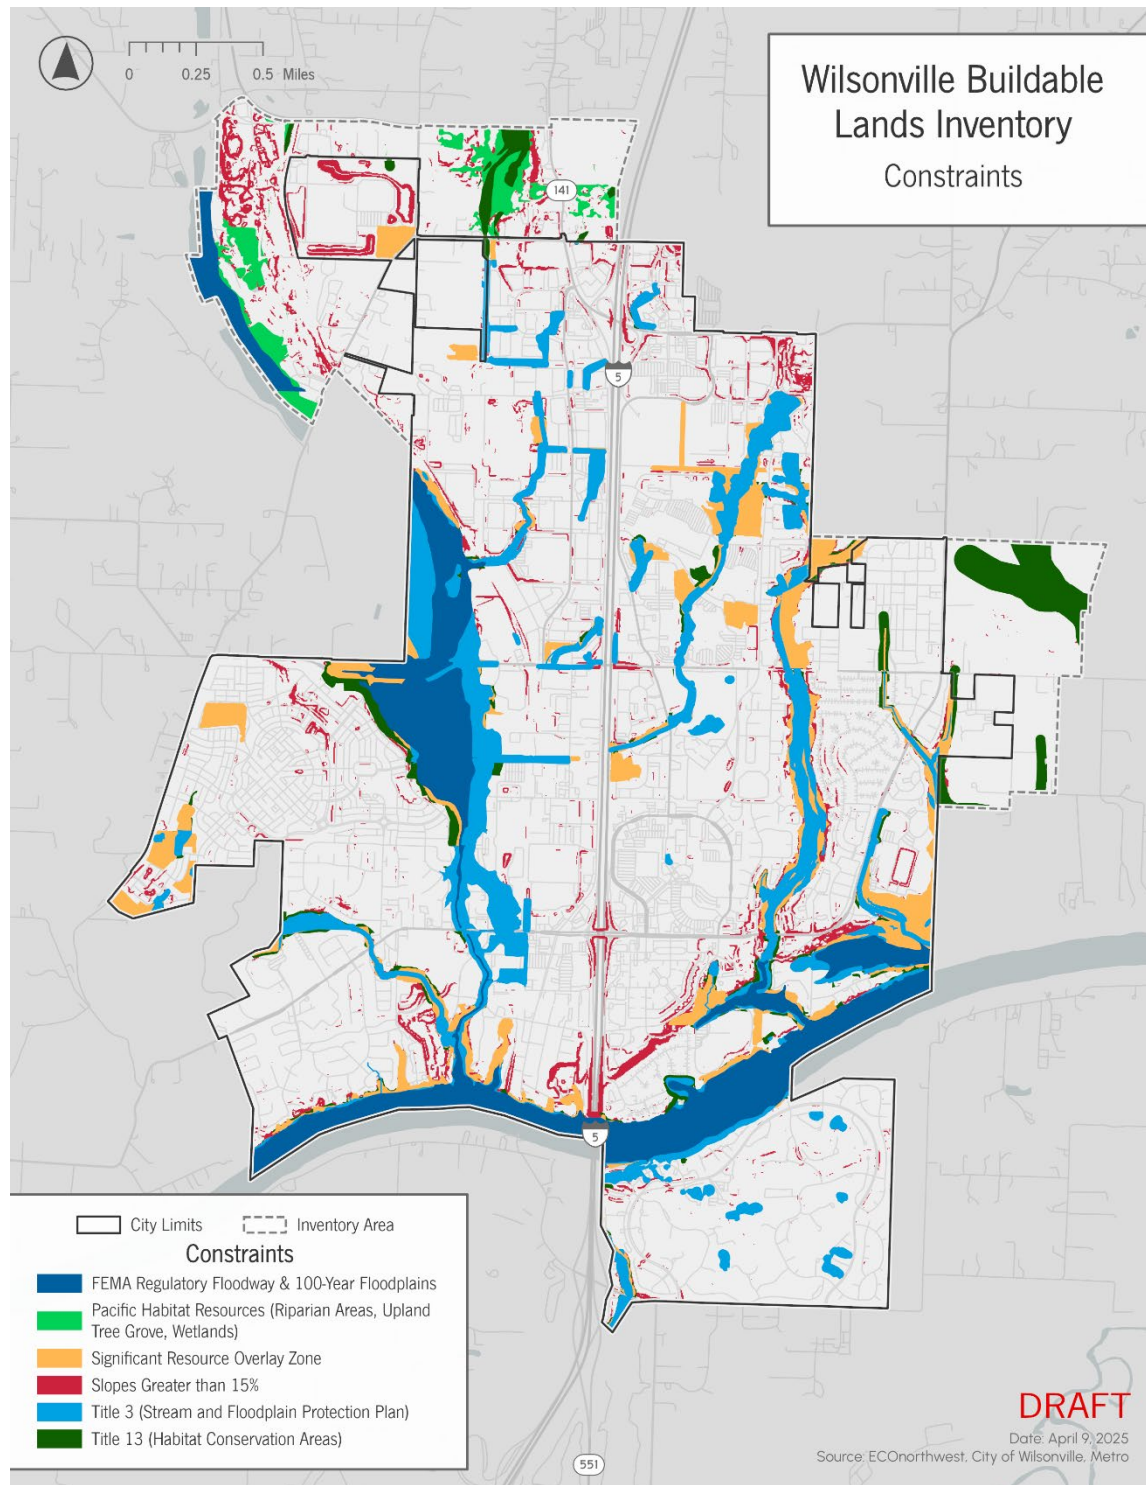 Wilsonville Buildable
Lands Inventory
Constraints
0 0.25 0.5 Miles
141
5
5
City Limits Inventory Area
Constraints
FEMA Regulatory Floodway & 100-Year Floodplains
Pacific Habitat Resources (Riparian Areas, Upland
Tree Grove, Wetlands)
Significant Resource Overlay Zone
Slopes Greater than 15%
Title 3 (Stream and Floodplain Protection Plan)
Title 13 (Habitat Conservation Areas)
551
DRAFT
Date: April 9, 2025
Source: ECOnorthwest, City of Wilsonville, Metro